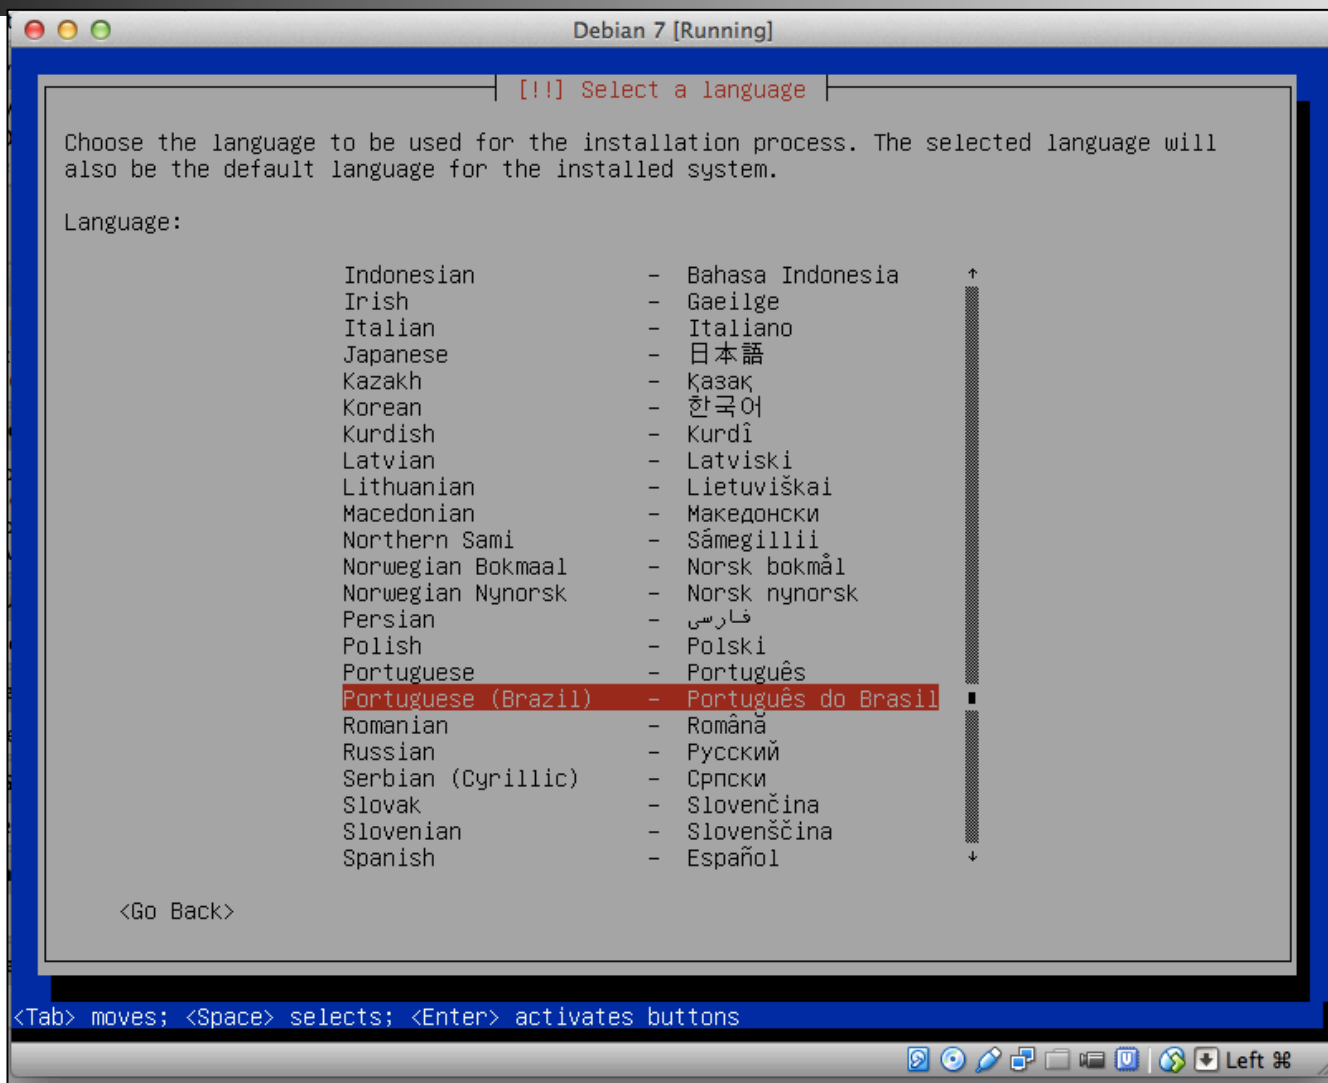 Debian 7 [Running]
[!!] Select a language
Choose the language to be used for the installation process. The selected language will
also be the default language for the installed system.
Language:
Indonesian - Bahasa Indonesia
Irish - Gaeilge
Italian - Italiano
Japanese - 日本語
Kazakh - Қазақ
Korean - 한국어
Kurdish - Kurdî
Latvian - Latviski
Lithuanian - Lietuviškai
Macedonian - Македонски
Northern Sami - Sámegillii
Norwegian Bokmaal - Norsk bokmål
Norwegian Nynorsk - Norsk nynorsk
Persian - فارسی
Polish - Polski
Portuguese - Português
Portuguese (Brazil) - Português do Brasil
Romanian - Română
Russian - Русский
Serbian (Cyrillic) - Српски
Slovak - Slovenčina
Slovenian - Slovenščina
Spanish - Español
<Go Back>
<Tab> moves; <Space> selects; <Enter> activates buttons
Left ⌘